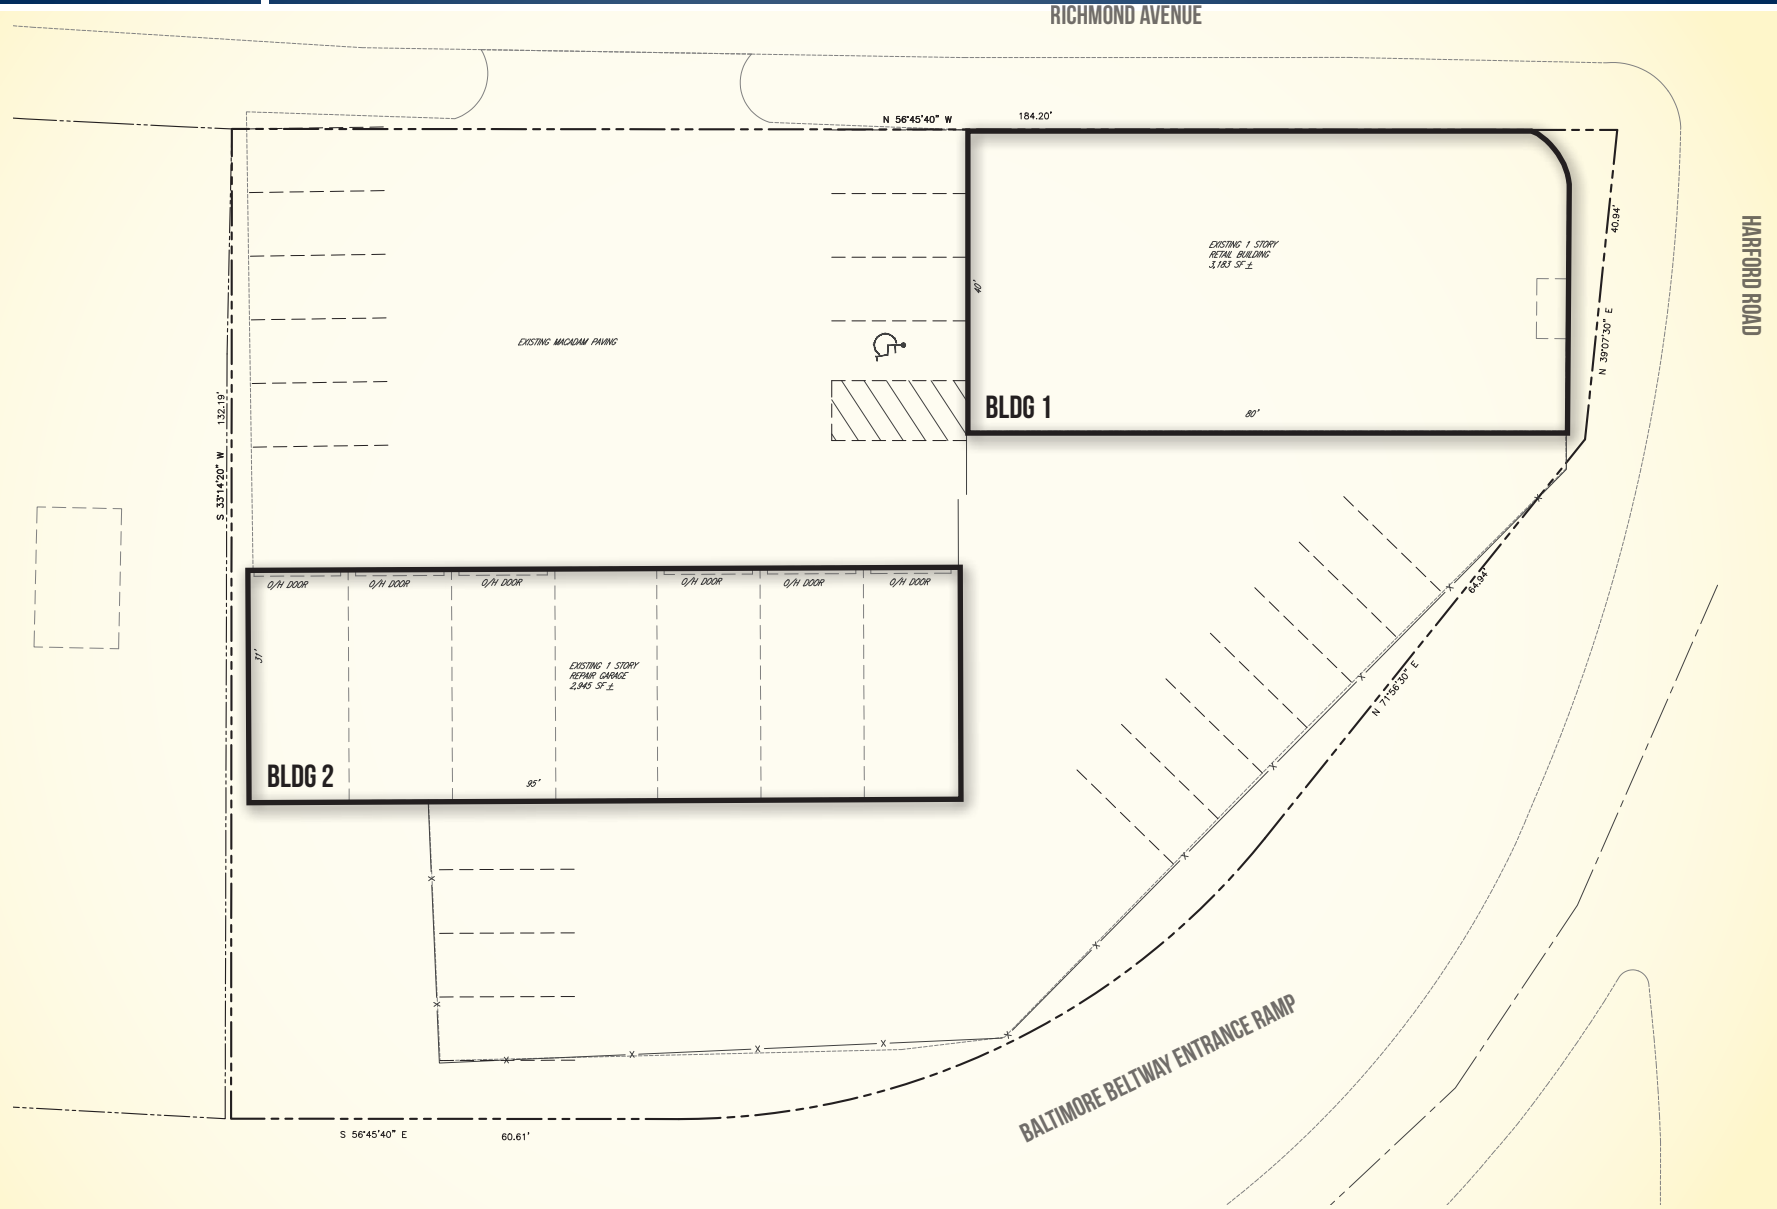 RICHMOND AVENUE
N 56°45'40" W
184.20'
HARFORD ROAD
40.94'
N 39°07'30" E
EXISTING 1 STORY
RETAIL BUILDING
3,183 SF ±
40'
80'
BLDG 1
EXISTING MACADAM PAVING
132.19'
S 33°14'20" W
O/H DOOR
O/H DOOR
O/H DOOR
O/H DOOR
O/H DOOR
O/H DOOR
31'
EXISTING 1 STORY
REPAIR GARAGE
2,945 SF ±
BLDG 2
95'
64.94'
N 71°56'30" E
BALTIMORE BELTWAY ENTRANCE RAMP
S 56°45'40" E
60.61'